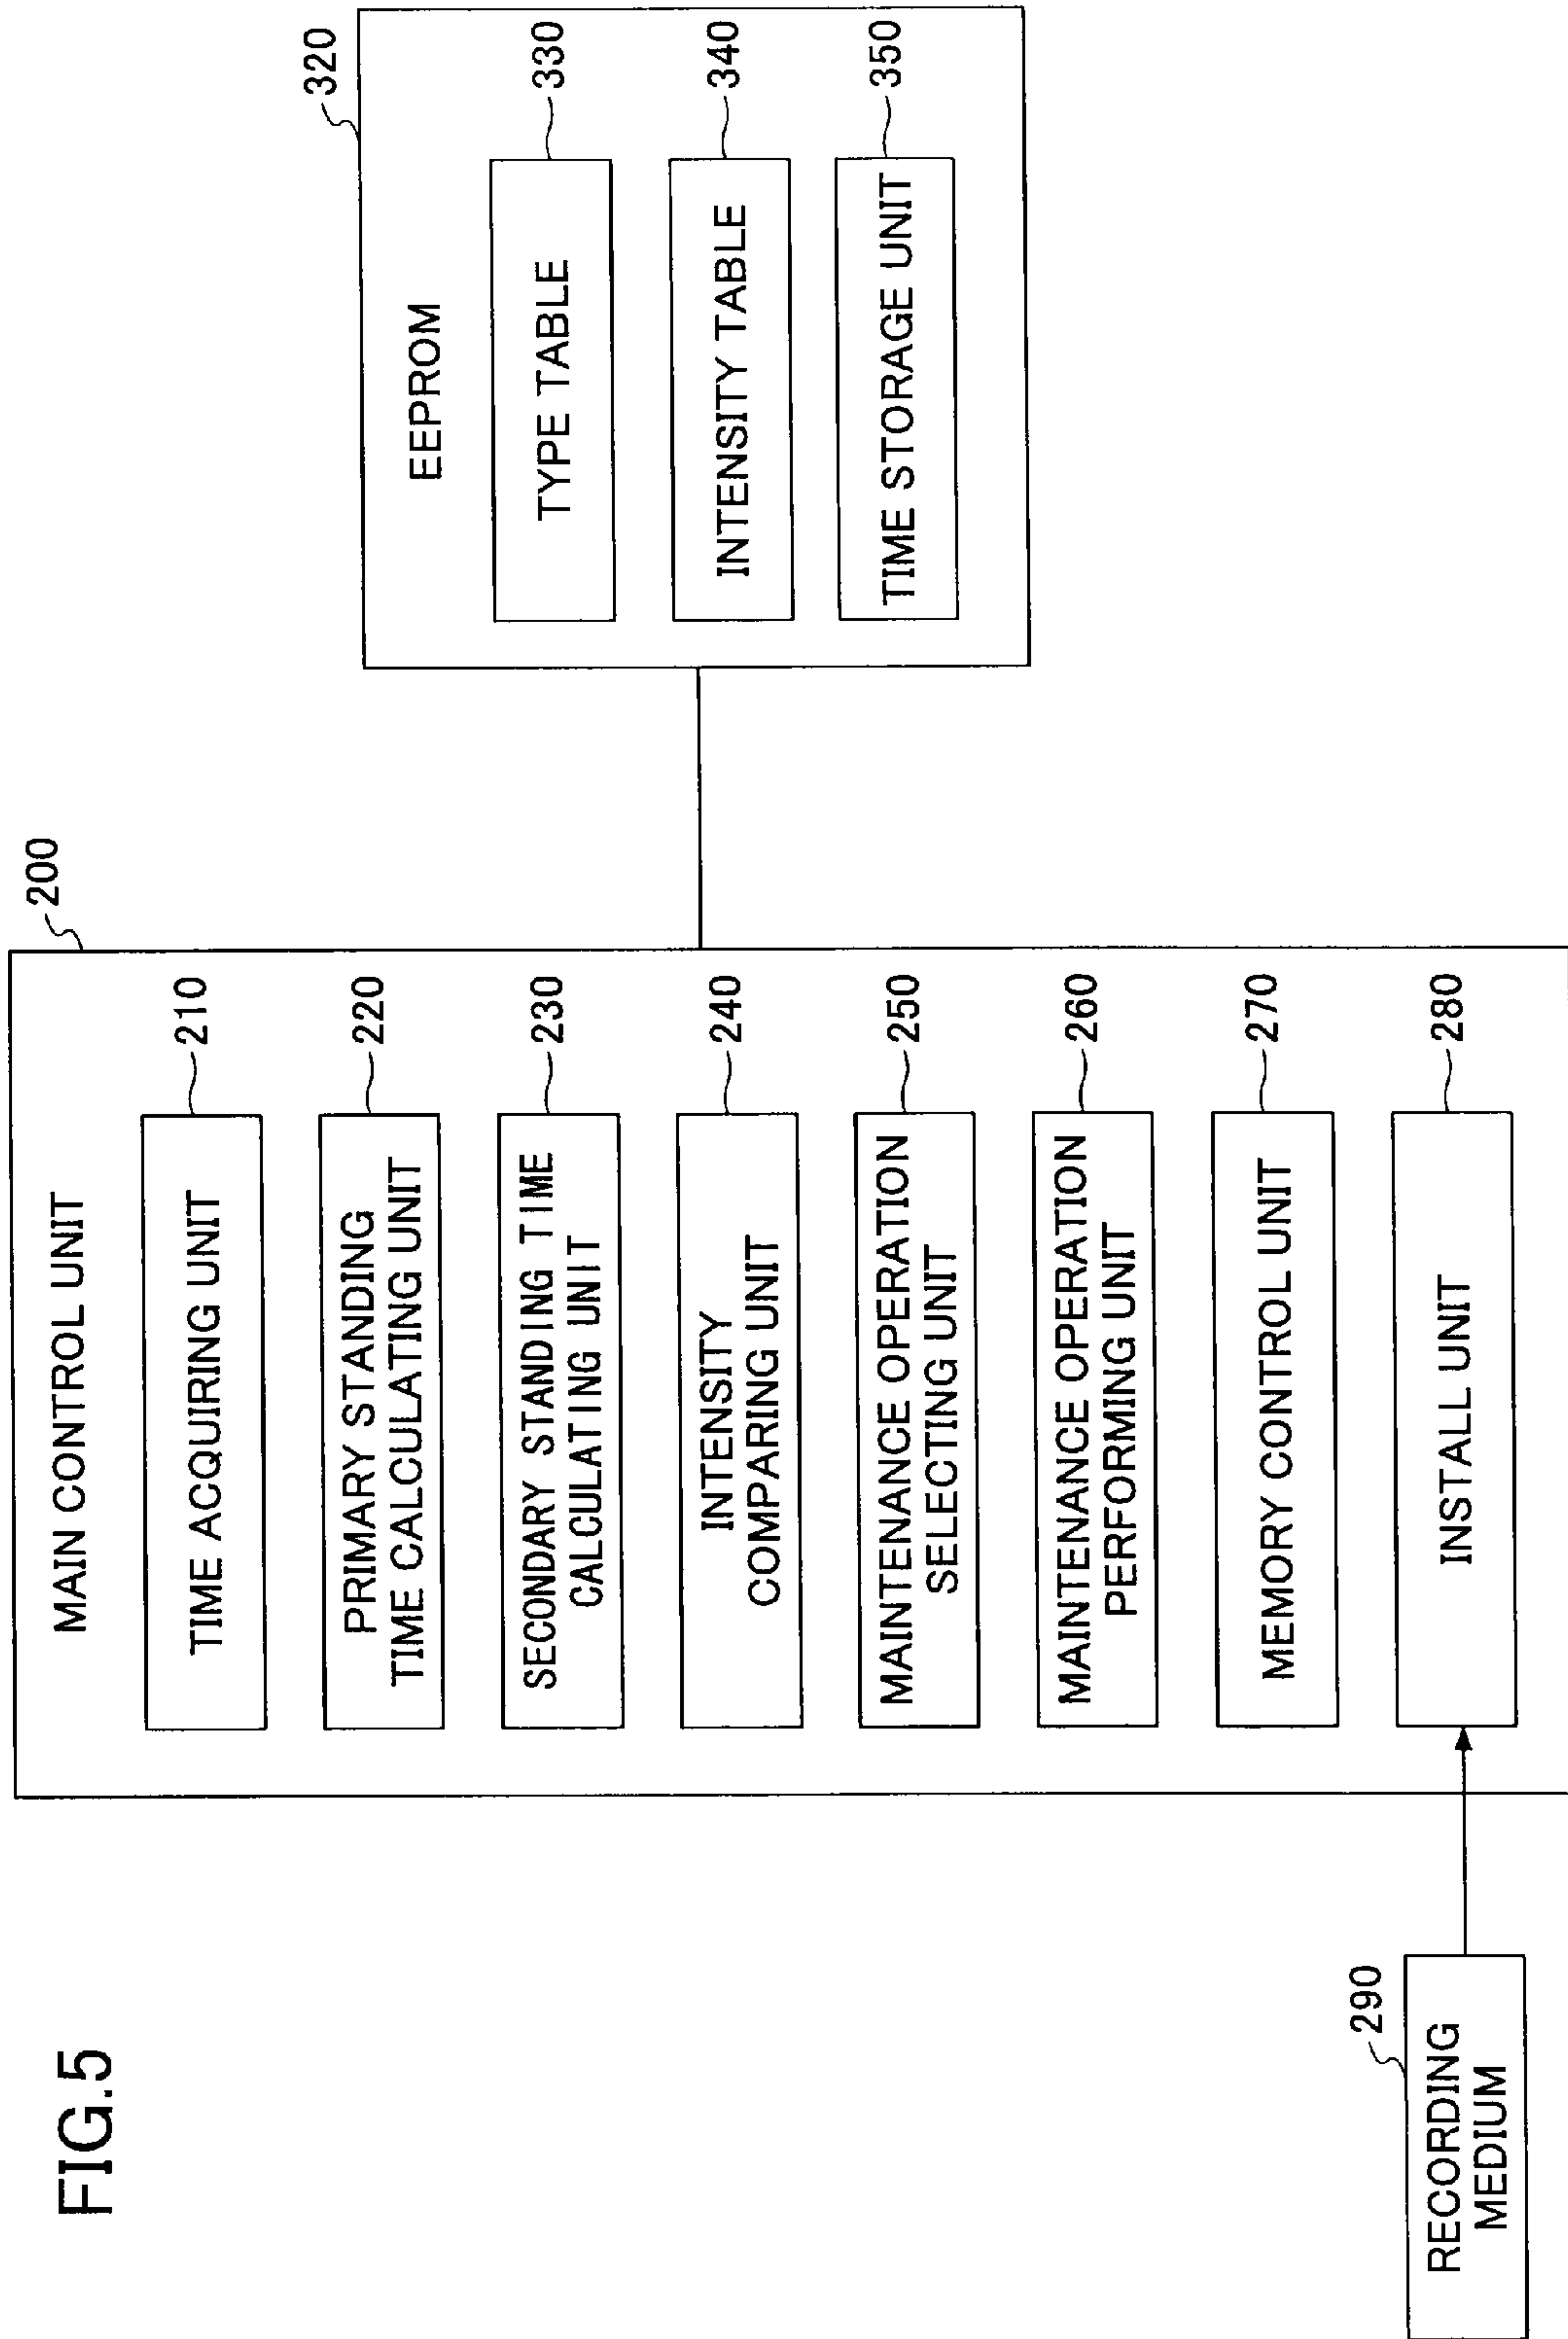 FIG.5
200
MAIN CONTROL UNIT
TIME ACQUIRING UNIT
210
PRIMARY STANDING
TIME CALCULATING UNIT
220
SECONDARY STANDING TIME
CALCULATING UNIT
230
INTENSITY
COMPARING UNIT
240
MAINTENANCE OPERATION
SELECTING UNIT
250
MAINTENANCE OPERATION
PERFORMING UNIT
260
MEMORY CONTROL UNIT
270
INSTALL UNIT
280
290
RECORDING
MEDIUM
320
EEPROM
TYPE TABLE
330
INTENSITY TABLE
340
TIME STORAGE UNIT
350